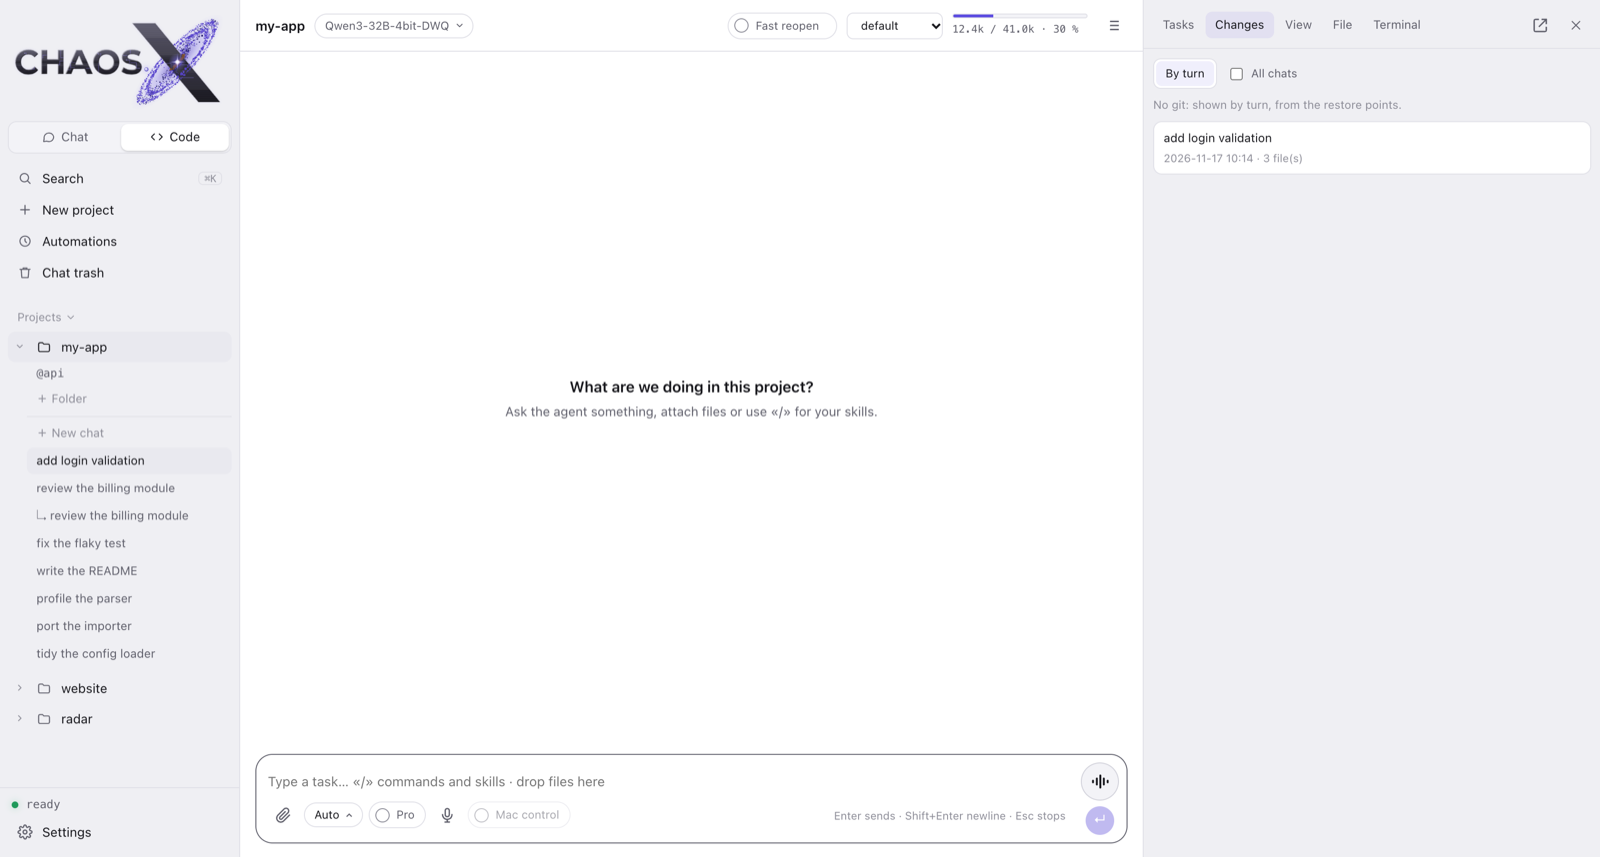 CHAOS X
Chat
Code
Search ⌘K
New project
Automations
Chat trash
Projects
my-app
@api
+ Folder
+ New chat
add login validation
review the billing module
review the billing module
fix the flaky test
write the README
profile the parser
port the importer
tidy the config loader
website
radar
ready
Settings
my-app
Qwen3-32B-4bit-DWQ
Fast reopen
default
12.4k / 41.0k · 30 %
What are we doing in this project?
Ask the agent something, attach files or use «/» for your skills.
Type a task... «/» commands and skills · drop files here
Auto
Pro
Mac control
Enter sends · Shift+Enter newline · Esc stops
Tasks
Changes
View
File
Terminal
By turn
All chats
No git: shown by turn, from the restore points.
add login validation
2026-11-17 10:14 · 3 file(s)